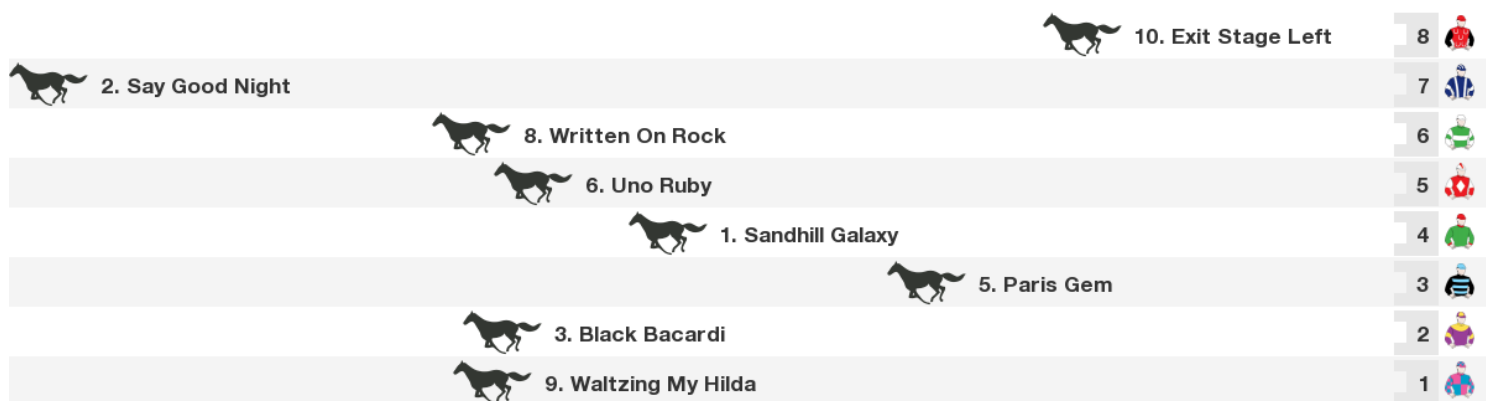 10. Exit Stage Left 8
2. Say Good Night 7
8. Written On Rock 6
6. Uno Ruby 5
1. Sandhill Galaxy 4
5. Paris Gem 3
3. Black Bacardi 2
9. Waltzing My Hilda 1